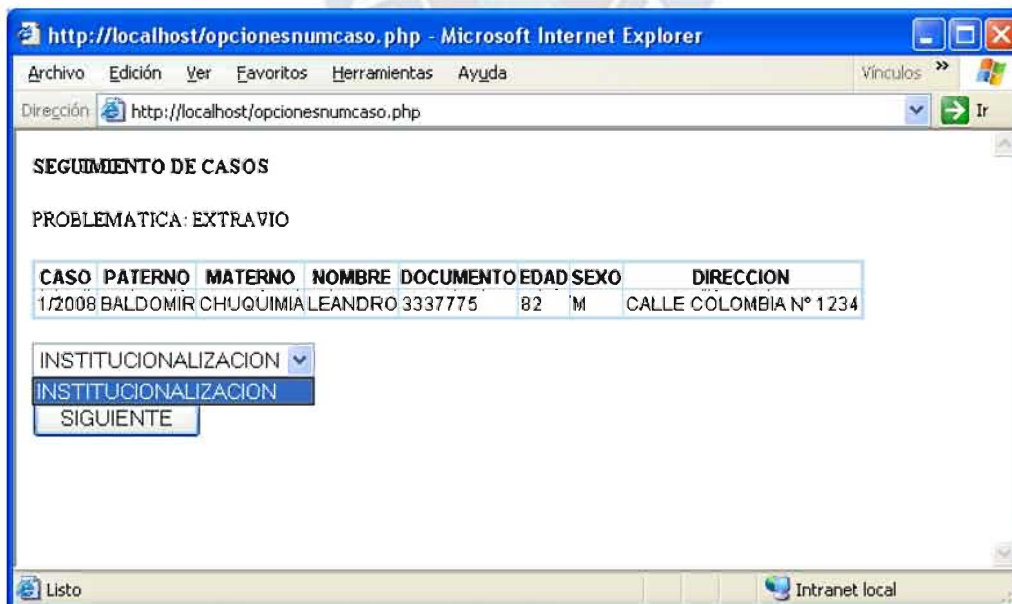 http://localhost/opcionesnumcaso.php - Microsoft Internet Explorer
Archivo Edición Ver Favoritos Herramientas Ayuda Vínculos »
Dirección http://localhost/opcionesnumcaso.php Ir
SEGUIMIENTO DE CASOS
PROBLEMATICA: EXTRAVIO
CASO PATERNO MATERNO NOMBRE DOCUMENTO EDAD SEXO DIRECCION
1/2008 BALDOMIR CHUQUIMIA LEANDRO 3337775 82 M CALLE COLOMBIA Nº 1234
INSTITUCIONALIZACION
INSTITUCIONALIZACION
SIGUIENTE
Listo Intranet local